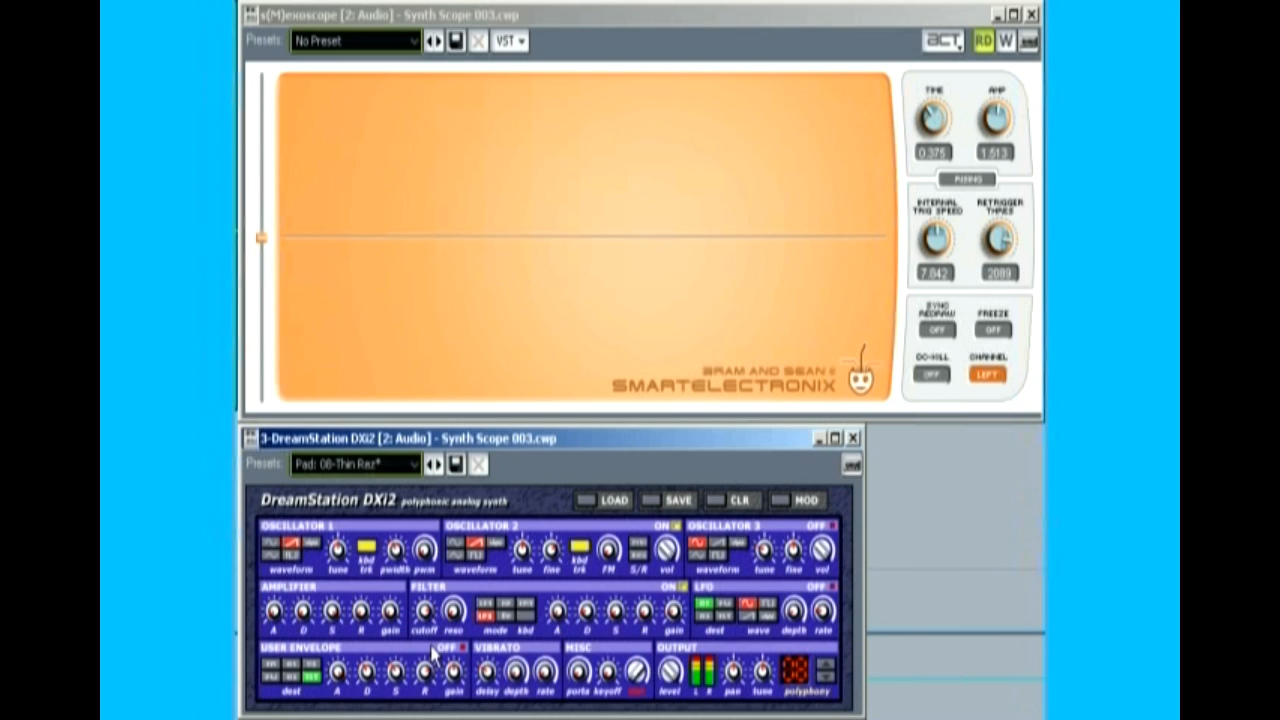 s(M)exoscope [2: Audio] - Synth Scope 003.cwp
Presets: No Preset VST ACT RD W
TIME AMP
0.375 1.513
RISING
INTERNAL TRIG SPEED RETRIGGER THRES
7.842 2089
SYNC REDRAW FREEZE
OFF OFF
DC-KILL CHANNEL
OFF LEFT
BRAM AND SEAN @
SMARTELECTRONIX
3-DreamStation DXi2 [2: Audio] - Synth Scope 003.cwp
Presets: Pad: 08-Thin Rez*
DreamStation DXi2 polyphonic analog synth LOAD SAVE CLR MOD
OSCILLATOR 1 OSCILLATOR 2 ON OSCILLATOR 3 OFF
kbd kbd
waveform tune trk pwidth pwm waveform tune fine trk FM S/R vol waveform tune fine vol
AMPLIFIER FILTER ON LFO OFF
A D S R gain cutoff reso mode kbd A D S R gain dest wave depth rate
USER ENVELOPE OFF VIBRATO MISC OUTPUT
dest A D S R gain delay depth rate porta keyoff level L R pan tune polyphony
08